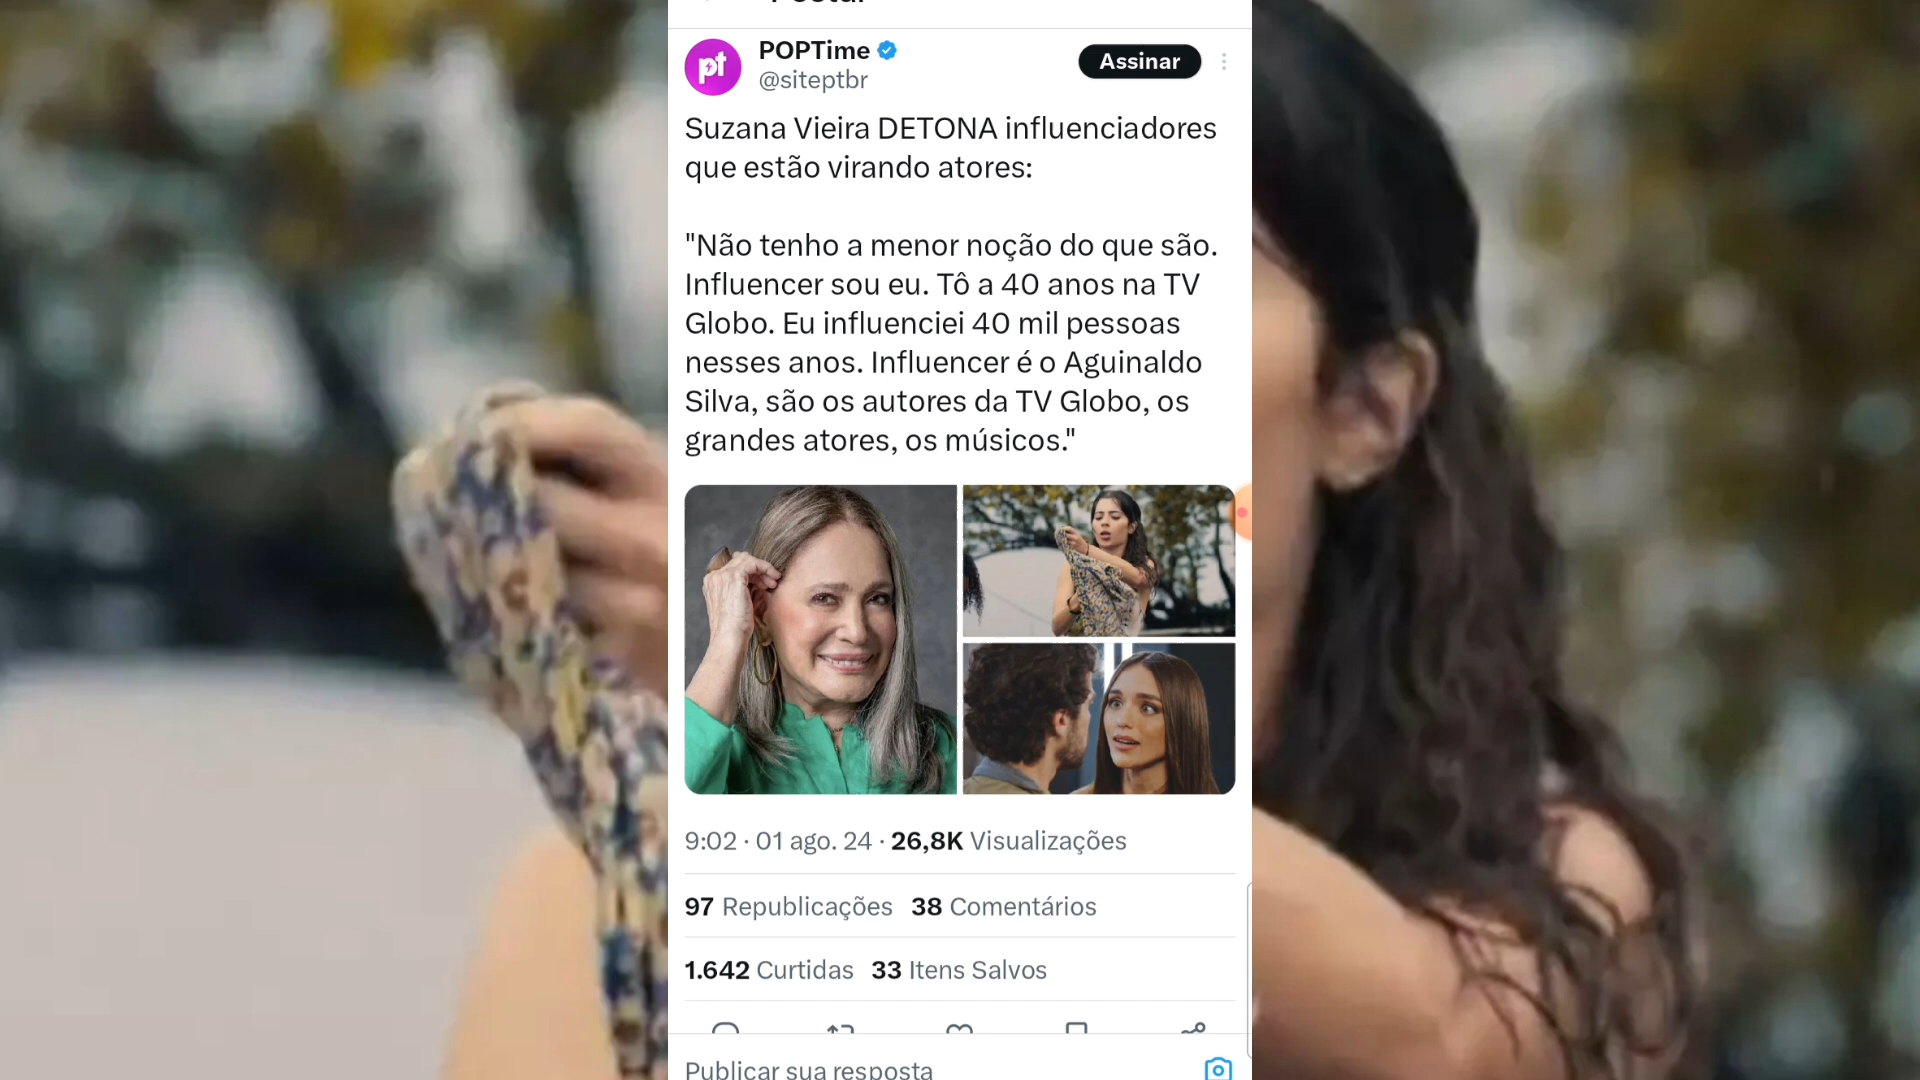 pt
POPTime
@siteptbr
Assinar
Suzana Vieira DETONA influenciadores
que estão virando atores:
"Não tenho a menor noção do que são.
Influencer sou eu. Tô a 40 anos na TV
Globo. Eu influenciei 40 mil pessoas
nesses anos. Influencer é o Aguinaldo
Silva, são os autores da TV Globo, os
grandes atores, os músicos."
9:02 · 01 ago. 24 · 26,8K Visualizações
97 Republicações 38 Comentários
1.642 Curtidas 33 Itens Salvos
Publicar sua resposta